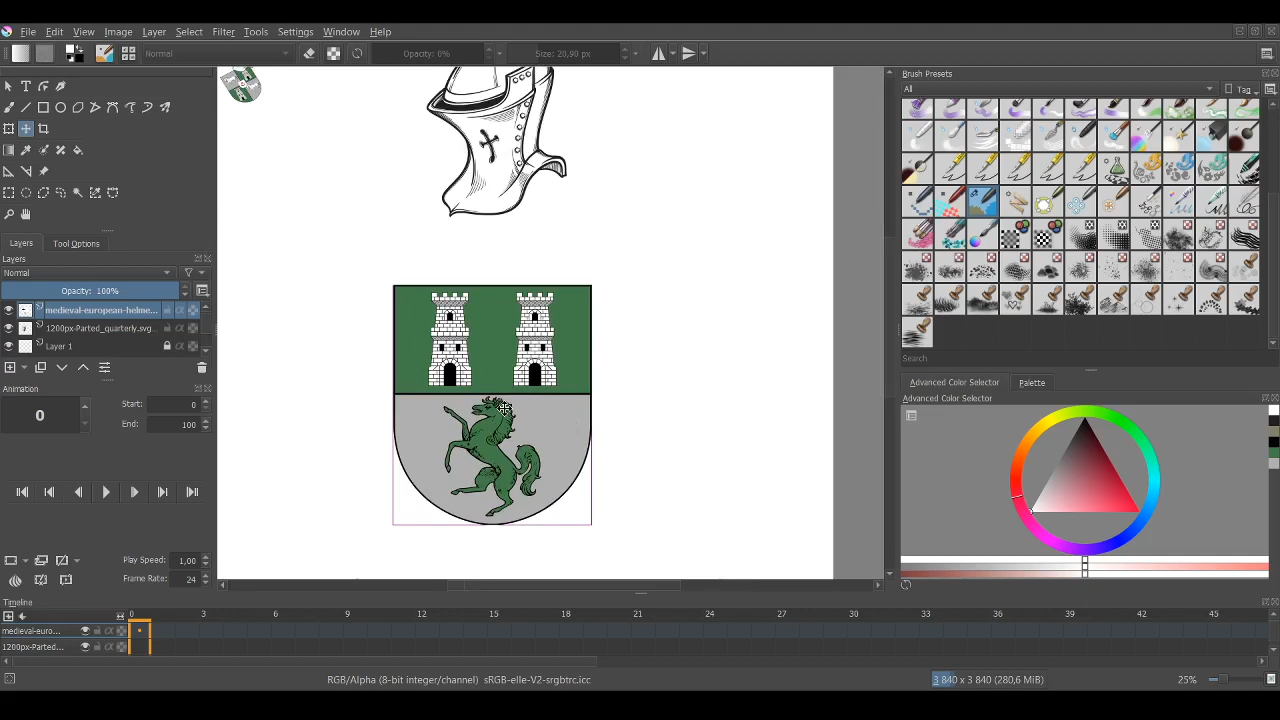 File Edit View Image Layer Select Filter Tools Settings Window Help
Normal Opacity: 0% Size: 20,90 px
Brush Presets
All Tag
Layers Tool Options
Layers
Normal
Opacity: 100%
medieval-european-helme...
1200px-Parted_quarterly.svg
Layer 1
Search
Advanced Color Selector Palette
Advanced Color Selector
Animation
0 Start: 0
End: 100
Play Speed: 1,00
Frame Rate: 24
Timeline
0 3 6 9 12 15 18 21 24 27 30 33 36 39 42 45
medieval-euro...
1200px-Parted...
RGB/Alpha (8-bit integer/channel) sRGB-elle-V2-srgbtrc.icc 3 840 x 3 840 (280,6 MiB) 25%